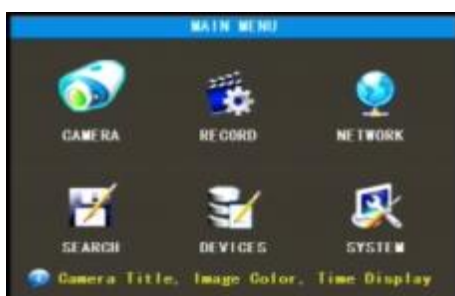 MAIN MENU
CAMERA RECORD NETWORK
SEARCH DEVICES SYSTEM
Camera Title, Image Color, Time Display